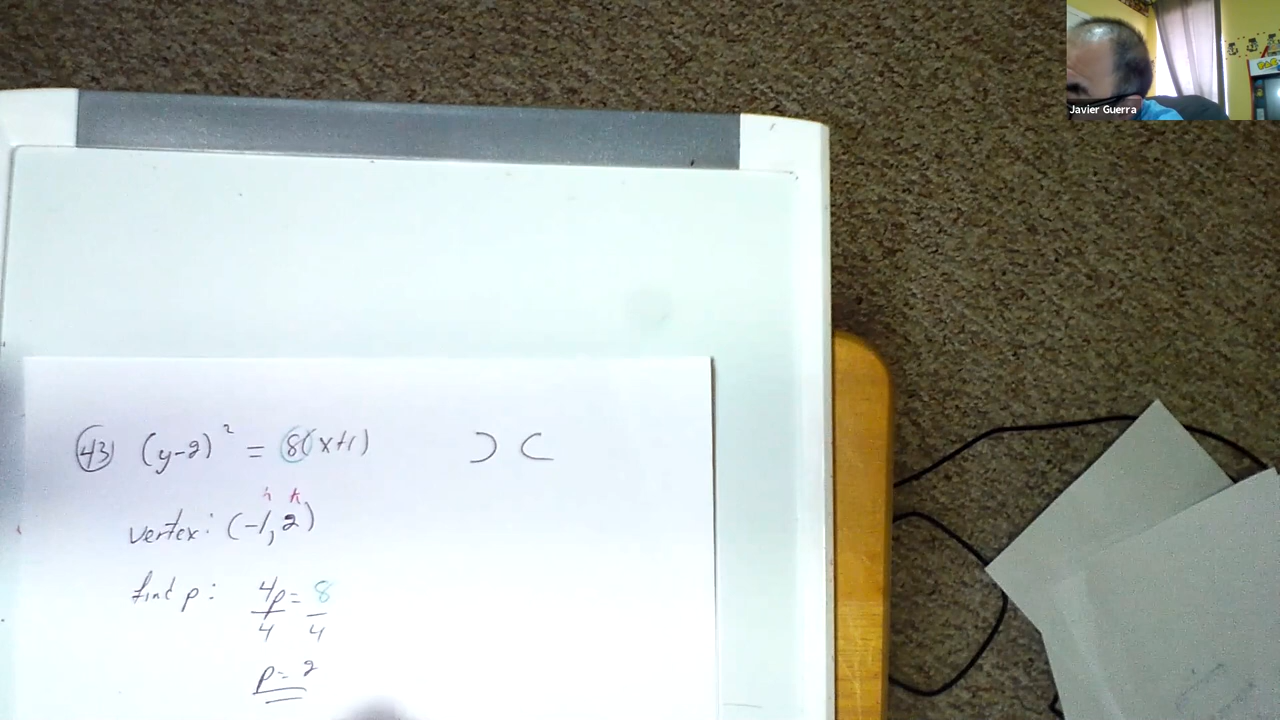 Javier Guerra
43 (y-2)² = 8(x+1)
h k
vertex: (-1, 2)
find p: 4p = 8
4 4
p = 2